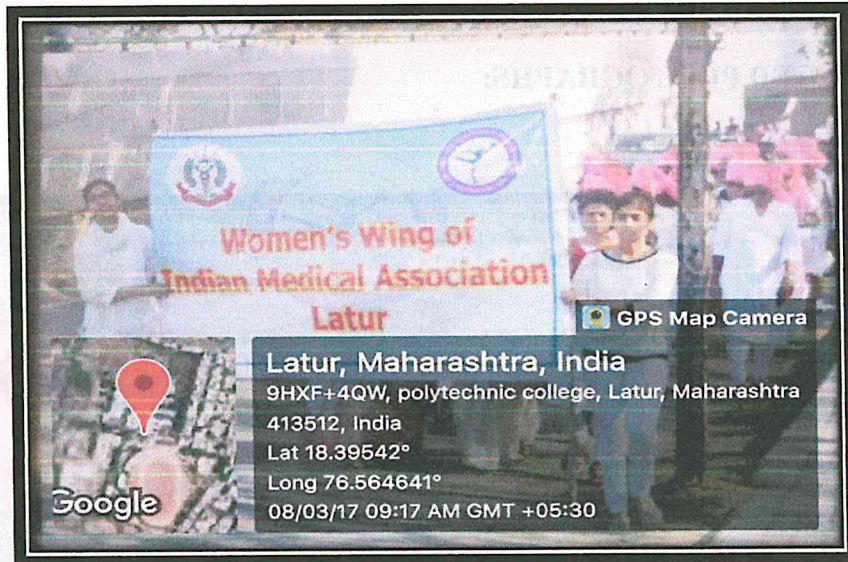 Women's Wing of
Indian Medical Association
Latur
GPS Map Camera
Latur, Maharashtra, India
9HXF+4QW, polytechnic college, Latur, Maharashtra
413512, India
Lat 18.39542°
Long 76.564641°
08/03/17 09:17 AM GMT +05:30
Google